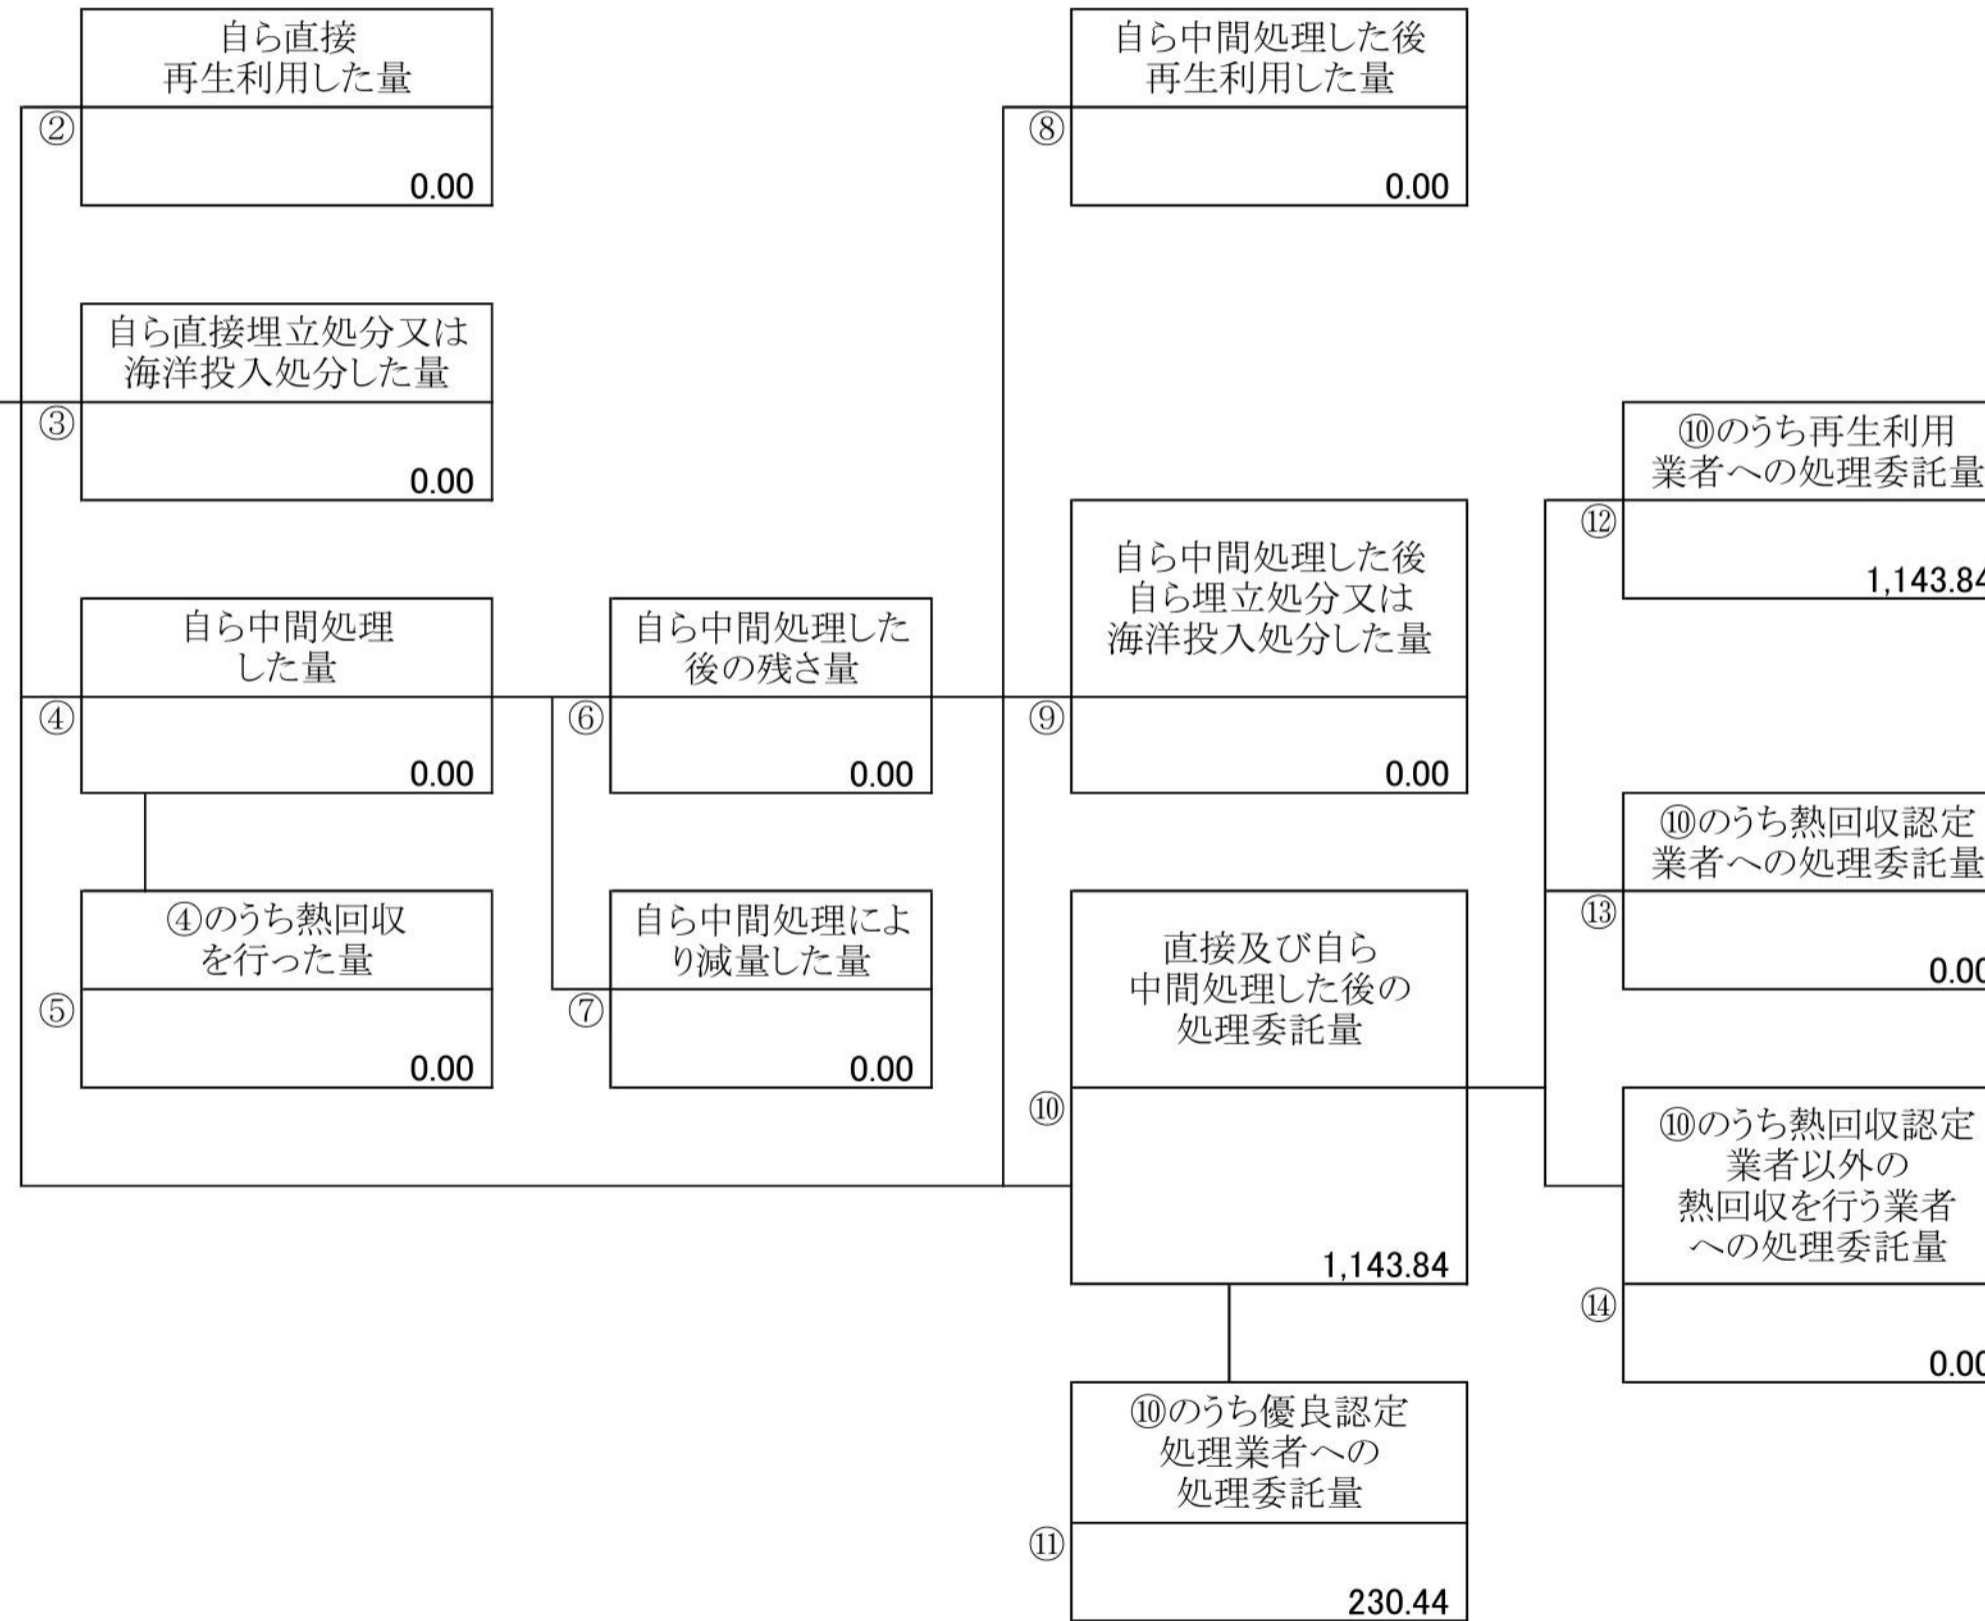 自ら直接
再生利用した量
②
0.00
自ら直接埋立処分又は
海洋投入処分した量
③
0.00
自ら中間処理
した量
④
0.00
④のうち熱回収
を行った量
⑤
0.00
自ら中間処理した
後の残さ量
⑥
0.00
自ら中間処理によ
り減量した量
⑦
0.00
自ら中間処理した後
再生利用した量
⑧
0.00
自ら中間処理した後
自ら埋立処分又は
海洋投入処分した量
⑨
0.00
直接及び自ら
中間処理した後の
処理委託量
⑩
1,143.84
⑩のうち優良認定
処理業者への
処理委託量
⑪
230.44
⑩のうち再生利用
業者への処理委託量
⑫
1,143.84
⑩のうち熱回収認定
業者への処理委託量
⑬
0.00
⑩のうち熱回収認定
業者以外の
熱回収を行う業者
への処理委託量
⑭
0.00